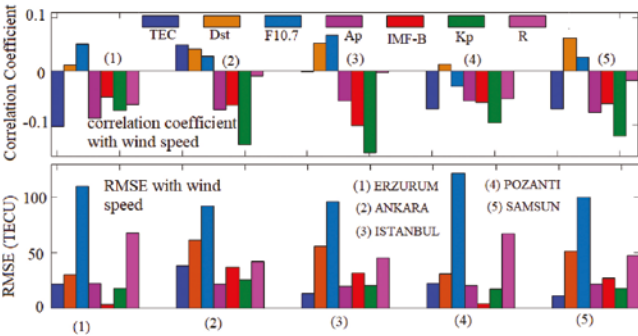 TEC Dst F10.7 Ap IMF-B Kp R
Correlation Coefficient
0.1
0
-0.1
(1) (2) (3) (4) (5)
correlation coefficient
with wind speed
RMSE (TECU)
100
50
0
RMSE with wind
speed
(1) ERZURUM
(2) ANKARA
(3) ISTANBUL
(4) POZANTI
(5) SAMSUN
(1) (2) (3) (4) (5)